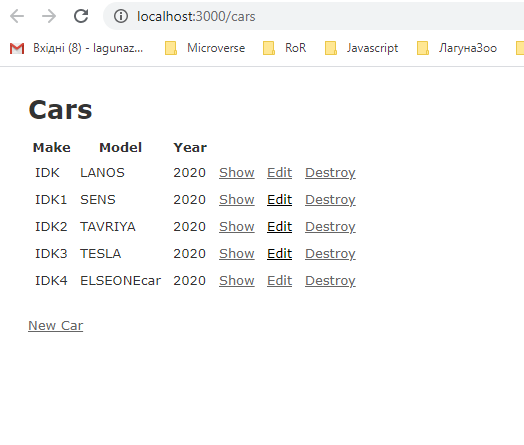 localhost:3000/cars
Вхідні (8) - lagunaz... Microverse RoR Javascript ЛагунаЗоо
Cars
Make Model Year
IDK LANOS 2020 Show Edit Destroy
IDK1 SENS 2020 Show Edit Destroy
IDK2 TAVRIYA 2020 Show Edit Destroy
IDK3 TESLA 2020 Show Edit Destroy
IDK4 ELSEONEcar 2020 Show Edit Destroy
New Car